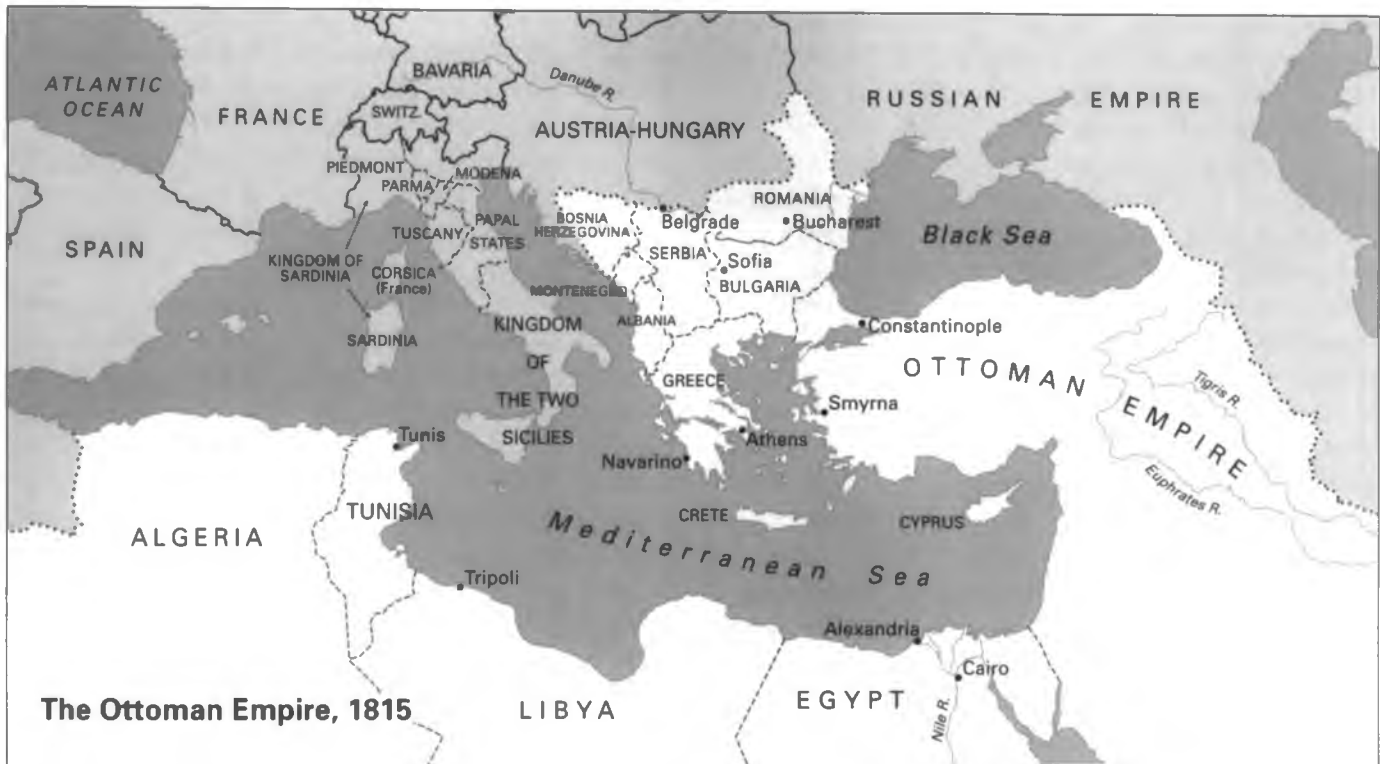 ATLANTIC
OCEAN
FRANCE
BAVARIA
SWITZ.
Danube R.
AUSTRIA-HUNGARY
RUSSIAN EMPIRE
PIEDMONT
PARMA
MODENA
SPAIN
TUSCANY
PAPAL
STATES
KINGDOM OF
SARDINIA
CORSICA
(France)
SARDINIA
BOSNIA
HERZEGOVINA
Belgrade
SERBIA
ROMANIA
Bucharest
Sofia
BULGARIA
MONTENEGRO
ALBANIA
Black Sea
KINGDOM
OF
THE TWO
SICILIES
Constantinople
GREECE
OTTOMAN EMPIRE
Tigris R.
Euphrates R.
Smyrna
Athens
Navarino
Tunis
TUNISIA
ALGERIA
CRETE
CYPRUS
Mediterranean Sea
Tripoli
Alexandria
Cairo
LIBYA
EGYPT
Nile R.
The Ottoman Empire, 1815